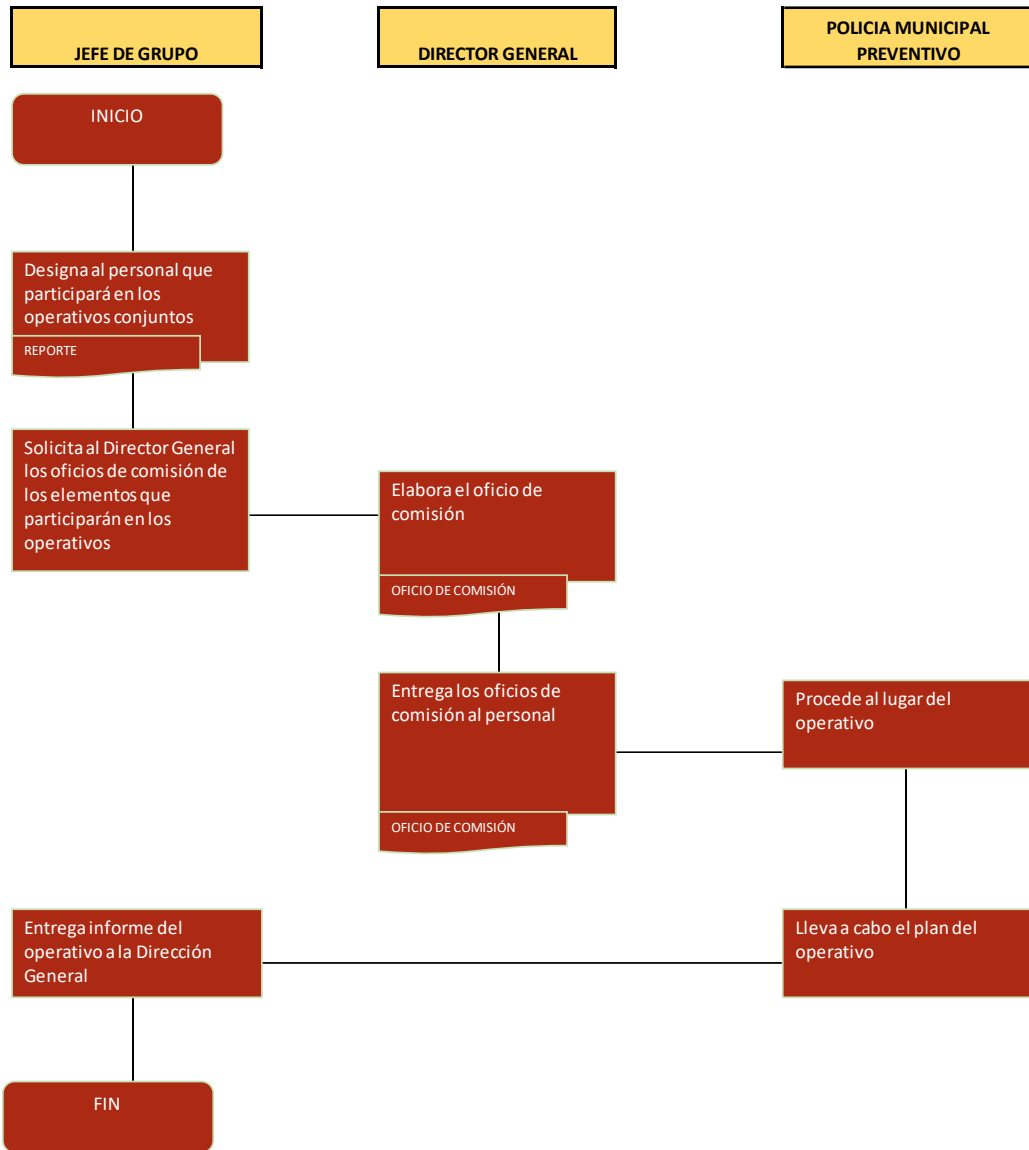 JEFE DE GRUPO
DIRECTOR GENERAL
POLICIA MUNICIPAL
PREVENTIVO
INICIO
Designa al personal que
participará en los
operativos conjuntos
REPORTE
Solicita al Director General
los oficios de comisión de
los elementos que
participarán en los
operativos
Elabora el oficio de
comisión
OFICIO DE COMISIÓN
Entrega los oficios de
comisión al personal
OFICIO DE COMISIÓN
Procede al lugar del
operativo
Lleva a cabo el plan del
operativo
Entrega informe del
operativo a la Dirección
General
FIN